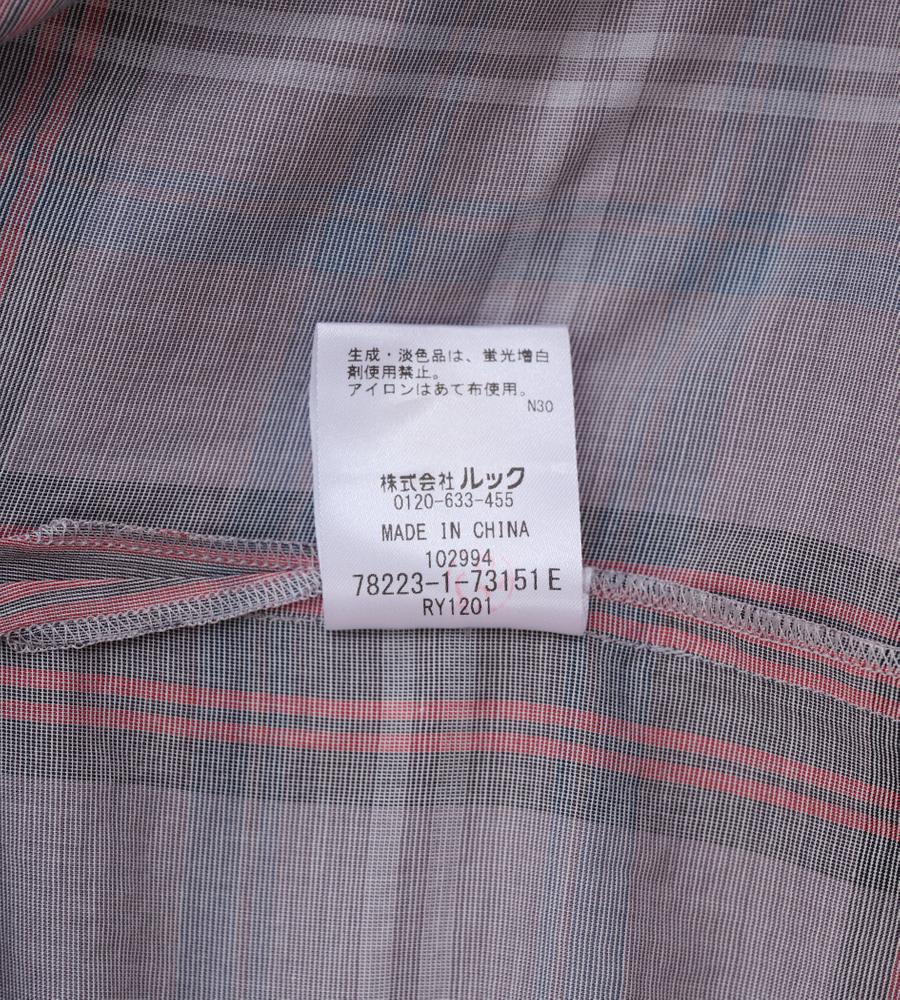 生成・淡色品は、蛍光増白
剤使用禁止。
アイロンはあて布使用。
N30
株式会社 ルック
0120-633-455
MADE IN CHINA
102994
78223-1-73151 E
RY1201